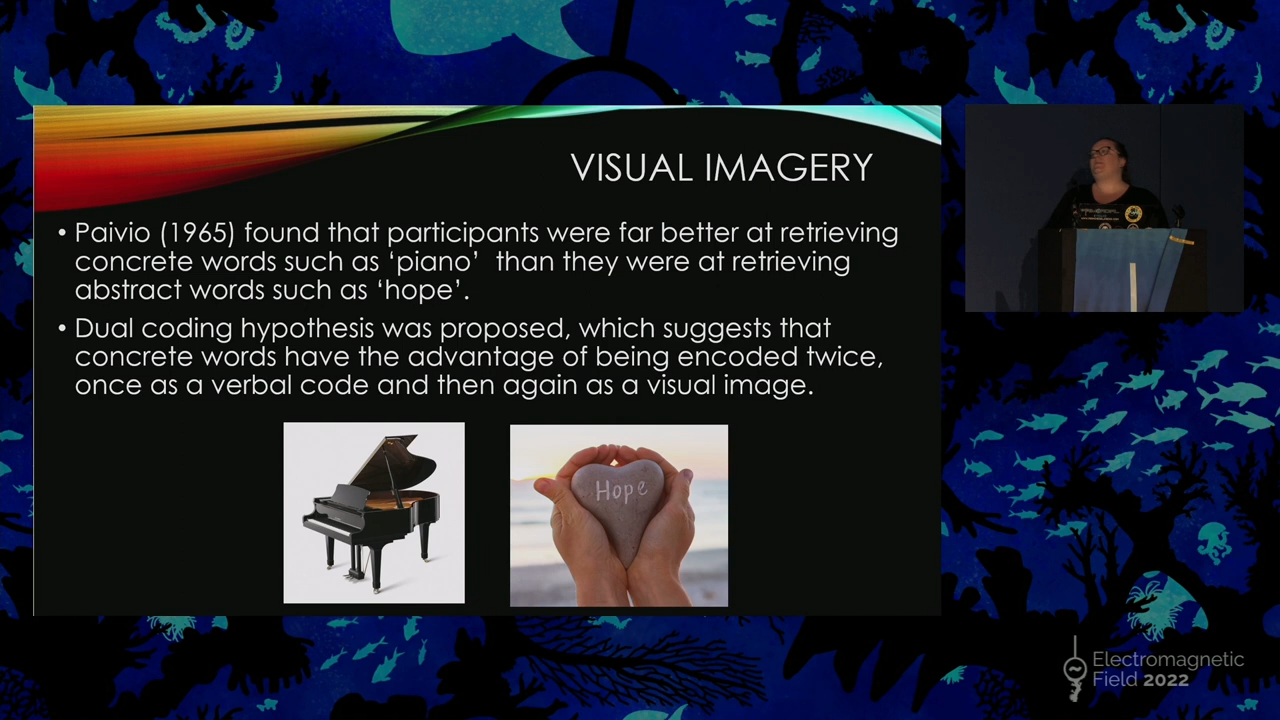 VISUAL IMAGERY
• Paivio (1965) found that participants were far better at retrieving
concrete words such as ‘piano’  than they were at retrieving
abstract words such as ‘hope’.
• Dual coding hypothesis was proposed, which suggests that
concrete words have the advantage of being encoded twice,
once as a verbal code and then again as a visual image.
Hope
Electromagnetic
Field 2022